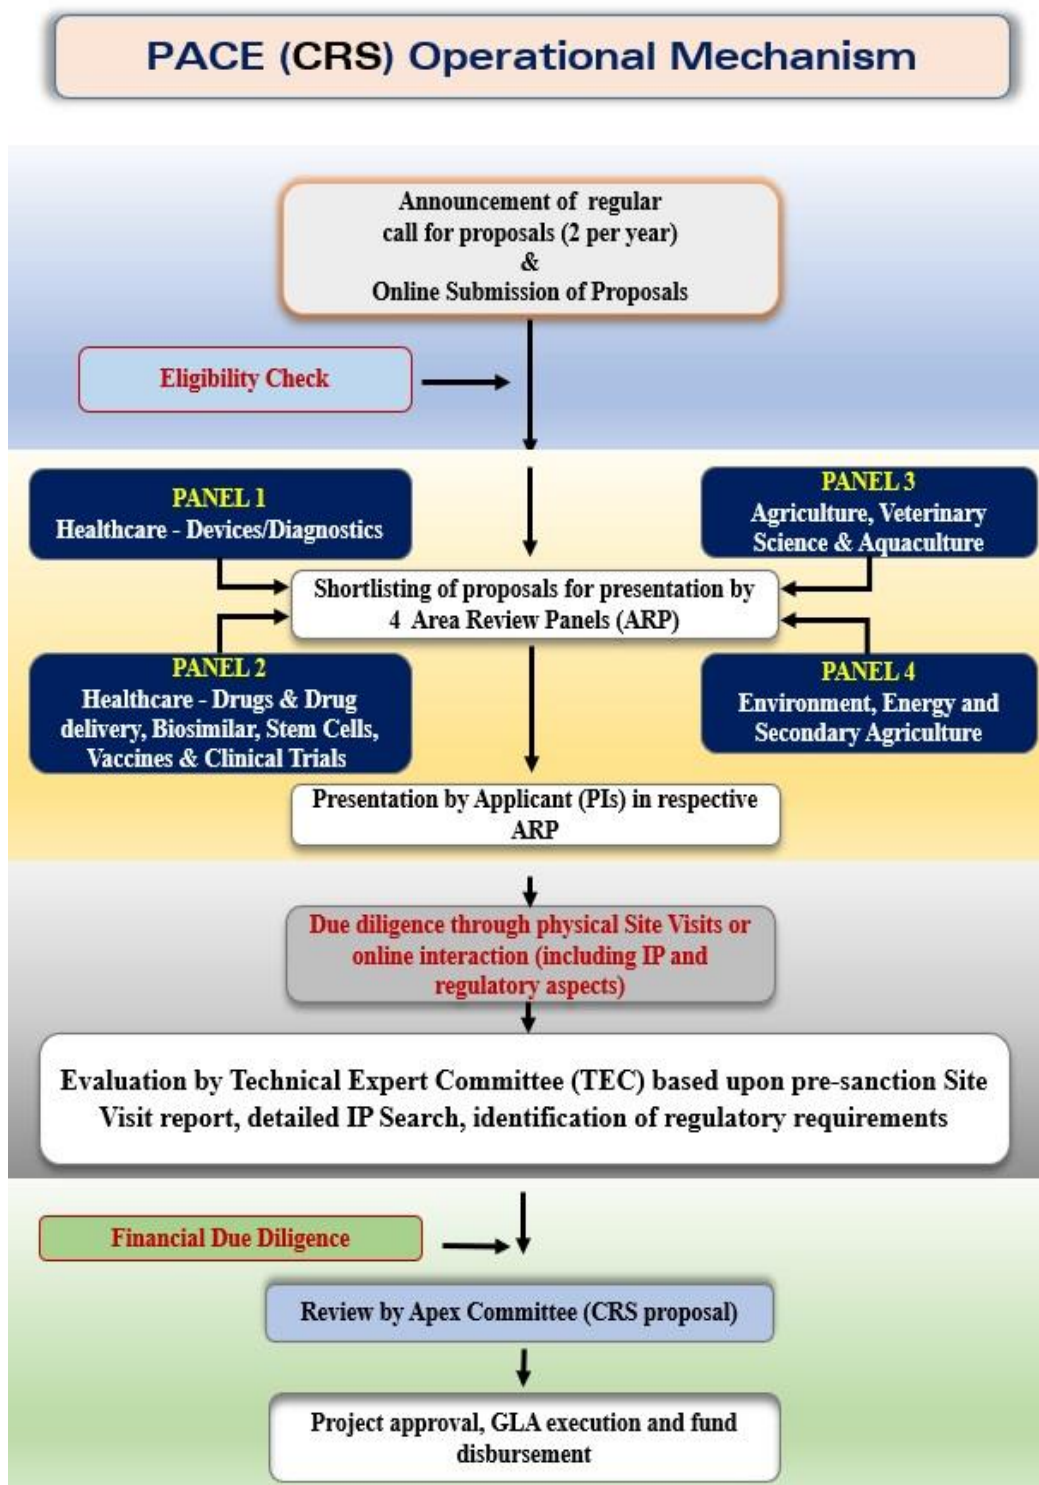 PACE (CRS) Operational Mechanism
Announcement of regular
call for proposals (2 per year)
&
Online Submission of Proposals
Eligibility Check
PANEL 1
Healthcare - Devices/Diagnostics
PANEL 3
Agriculture, Veterinary
Science & Aquaculture
Shortlisting of proposals for presentation by
4 Area Review Panels (ARP)
PANEL 2
Healthcare - Drugs & Drug
delivery, Biosimilar, Stem Cells,
Vaccines & Clinical Trials
PANEL 4
Environment, Energy and
Secondary Agriculture
Presentation by Applicant (PIs) in respective
ARP
Due diligence through physical Site Visits or
online interaction (including IP and
regulatory aspects)
Evaluation by Technical Expert Committee (TEC) based upon pre-sanction Site
Visit report, detailed IP Search, identification of regulatory requirements
Financial Due Diligence
Review by Apex Committee (CRS proposal)
Project approval, GLA execution and fund
disbursement